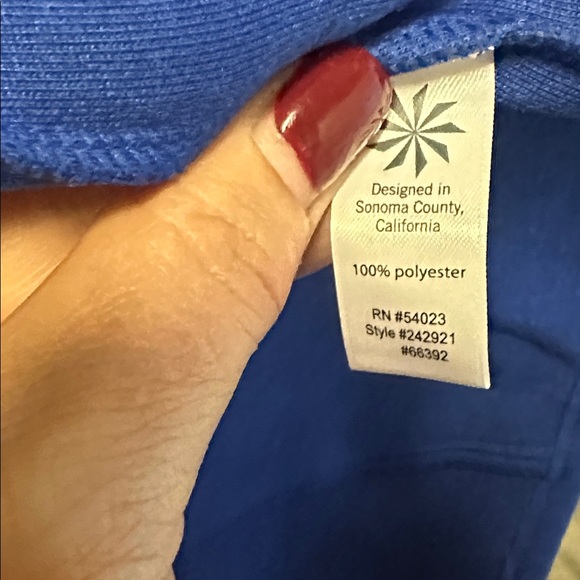 Designed in
Sonoma County,
California
100% polyester
RN #54023
Style #242921
#66392